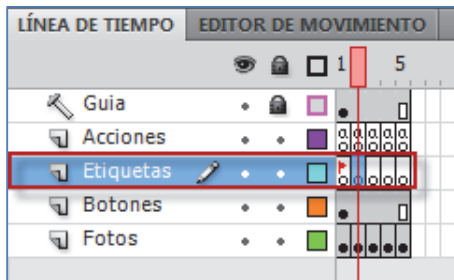 LÍNEA DE TIEMPO EDITOR DE MOVIMIENTO
1 5
Guia
Acciones
a a a a a
Etiquetas
Botones
Fotos